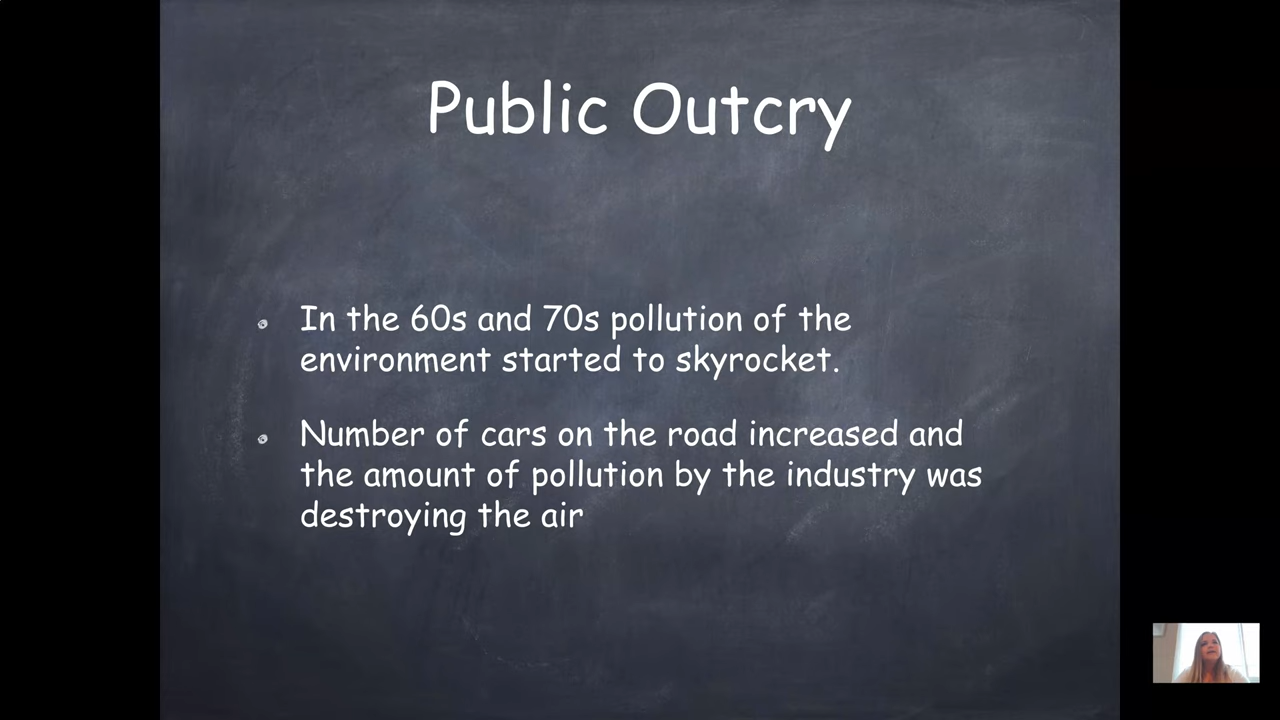 Public Outcry
In the 60s and 70s pollution of the
environment started to skyrocket.
Number of cars on the road increased and
the amount of pollution by the industry was
destroying the air